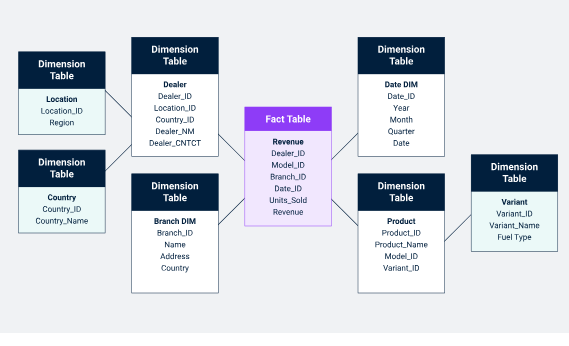 Dimension
Table
Location
Location_ID
Region
Dimension
Table
Country
Country_ID
Country_Name
Dimension
Table
Dealer
Dealer_ID
Location_ID
Country_ID
Dealer_NM
Dealer_CNTCT
Dimension
Table
Branch DIM
Branch_ID
Name
Address
Country
Fact Table
Revenue
Dealer_ID
Model_ID
Branch_ID
Date_ID
Units_Sold
Revenue
Dimension
Table
Date DIM
Date_ID
Year
Month
Quarter
Date
Dimension
Table
Product
Product_ID
Product_Name
Model_ID
Variant_ID
Dimension
Table
Variant
Variant_ID
Variant_Name
Fuel Type